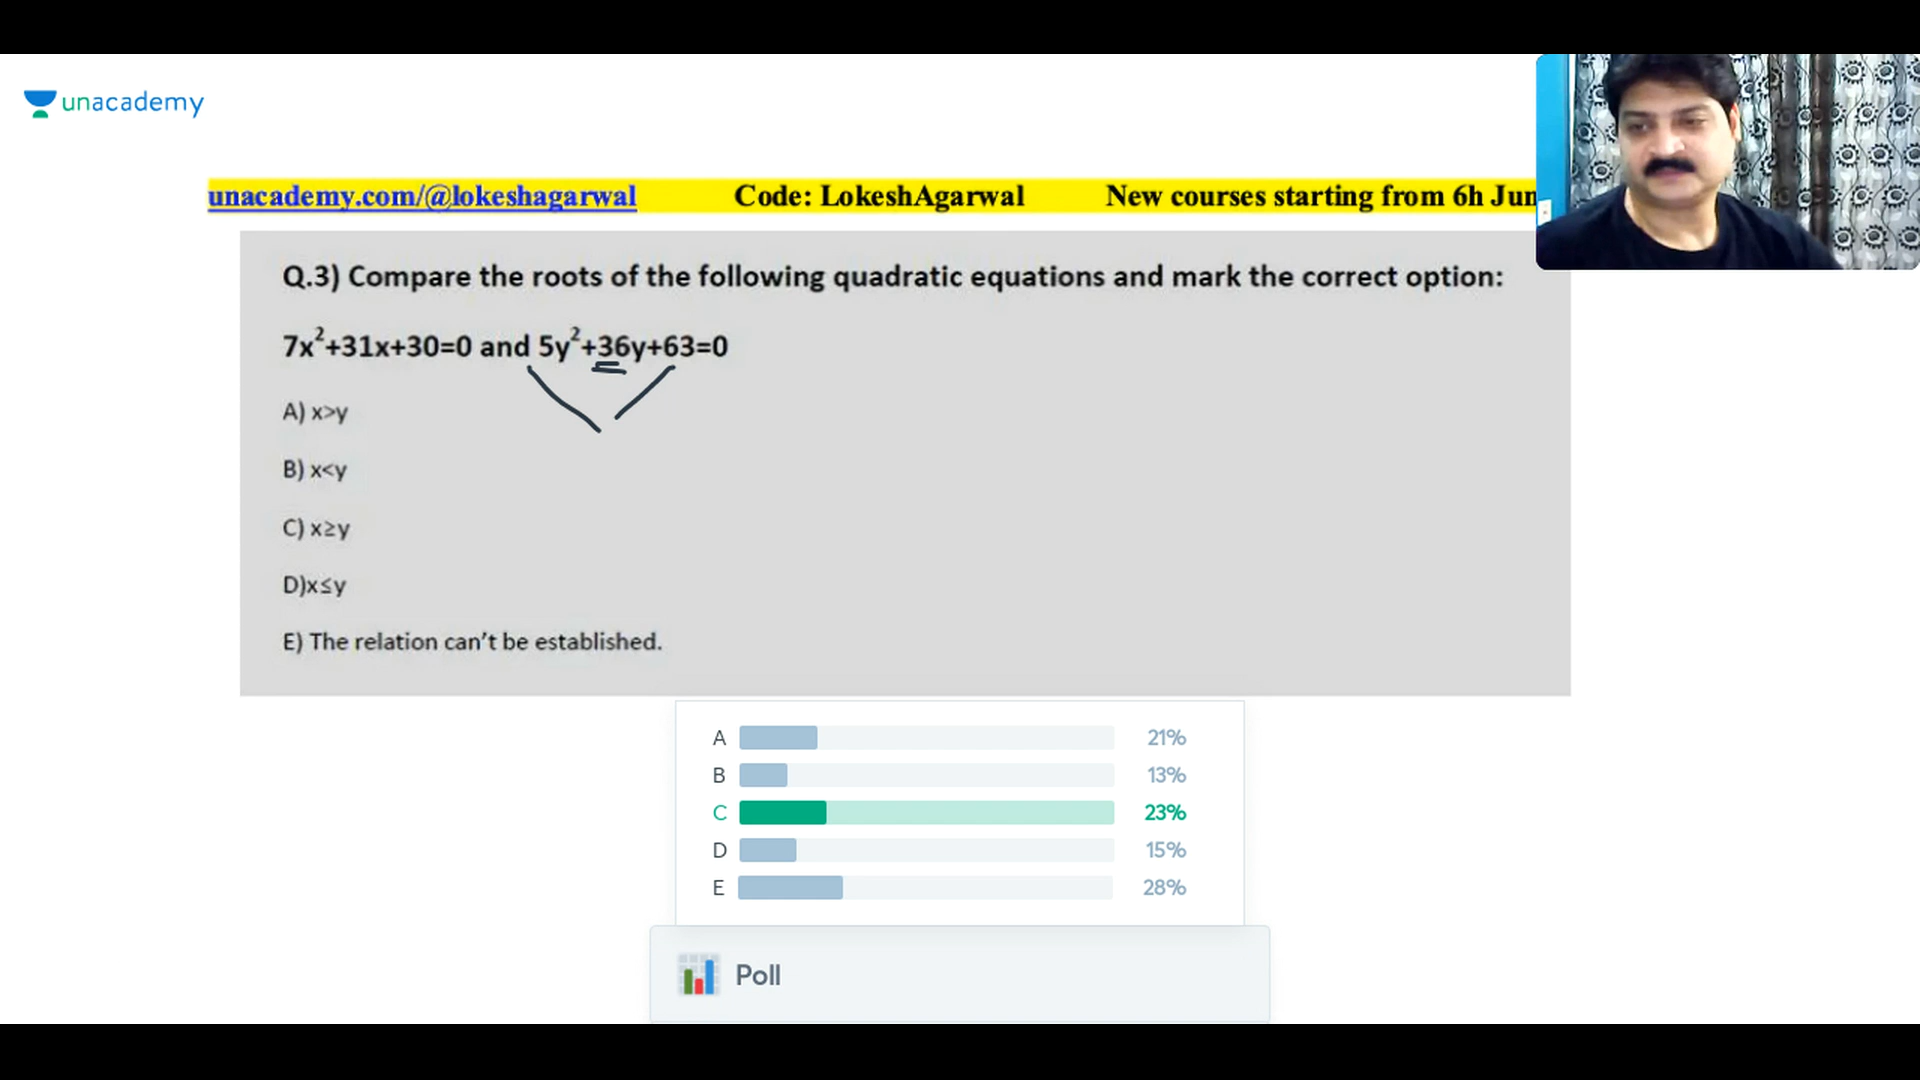 unacademy
unacademy.com/@lokeshagarwal Code: LokeshAgarwal New courses starting from 6h Jun
Q.3) Compare the roots of the following quadratic equations and mark the correct option:
7x²+31x+30=0 and 5y²+36y+63=0
A) x>y
B) x<y
C) x≥y
D)x≤y
E) The relation can’t be established.
A 21%
B 13%
C 23%
D 15%
E 28%
Poll